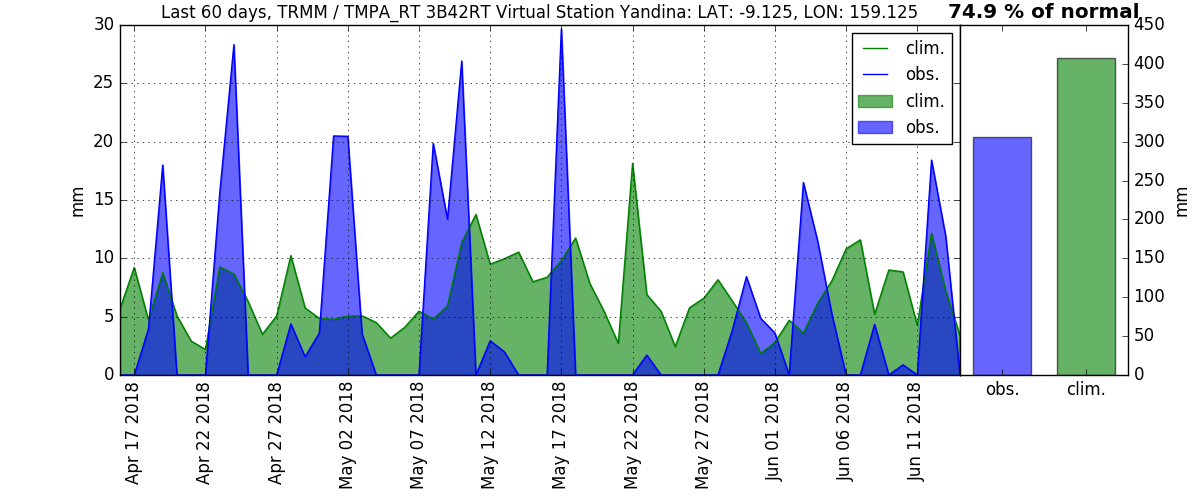 Last 60 days, TRMM / TMPA_RT 3B42RT Virtual Station Yandina: LAT: -9.125, LON: 159.125
74.9 % of normal
30
25
20
15
10
5
0
mm
clim.
obs.
clim.
obs.
450
400
350
300
250
200
150
100
50
0
mm
Apr 17 2018
Apr 22 2018
Apr 27 2018
May 02 2018
May 07 2018
May 12 2018
May 17 2018
May 22 2018
May 27 2018
Jun 01 2018
Jun 06 2018
Jun 11 2018
obs.
clim.